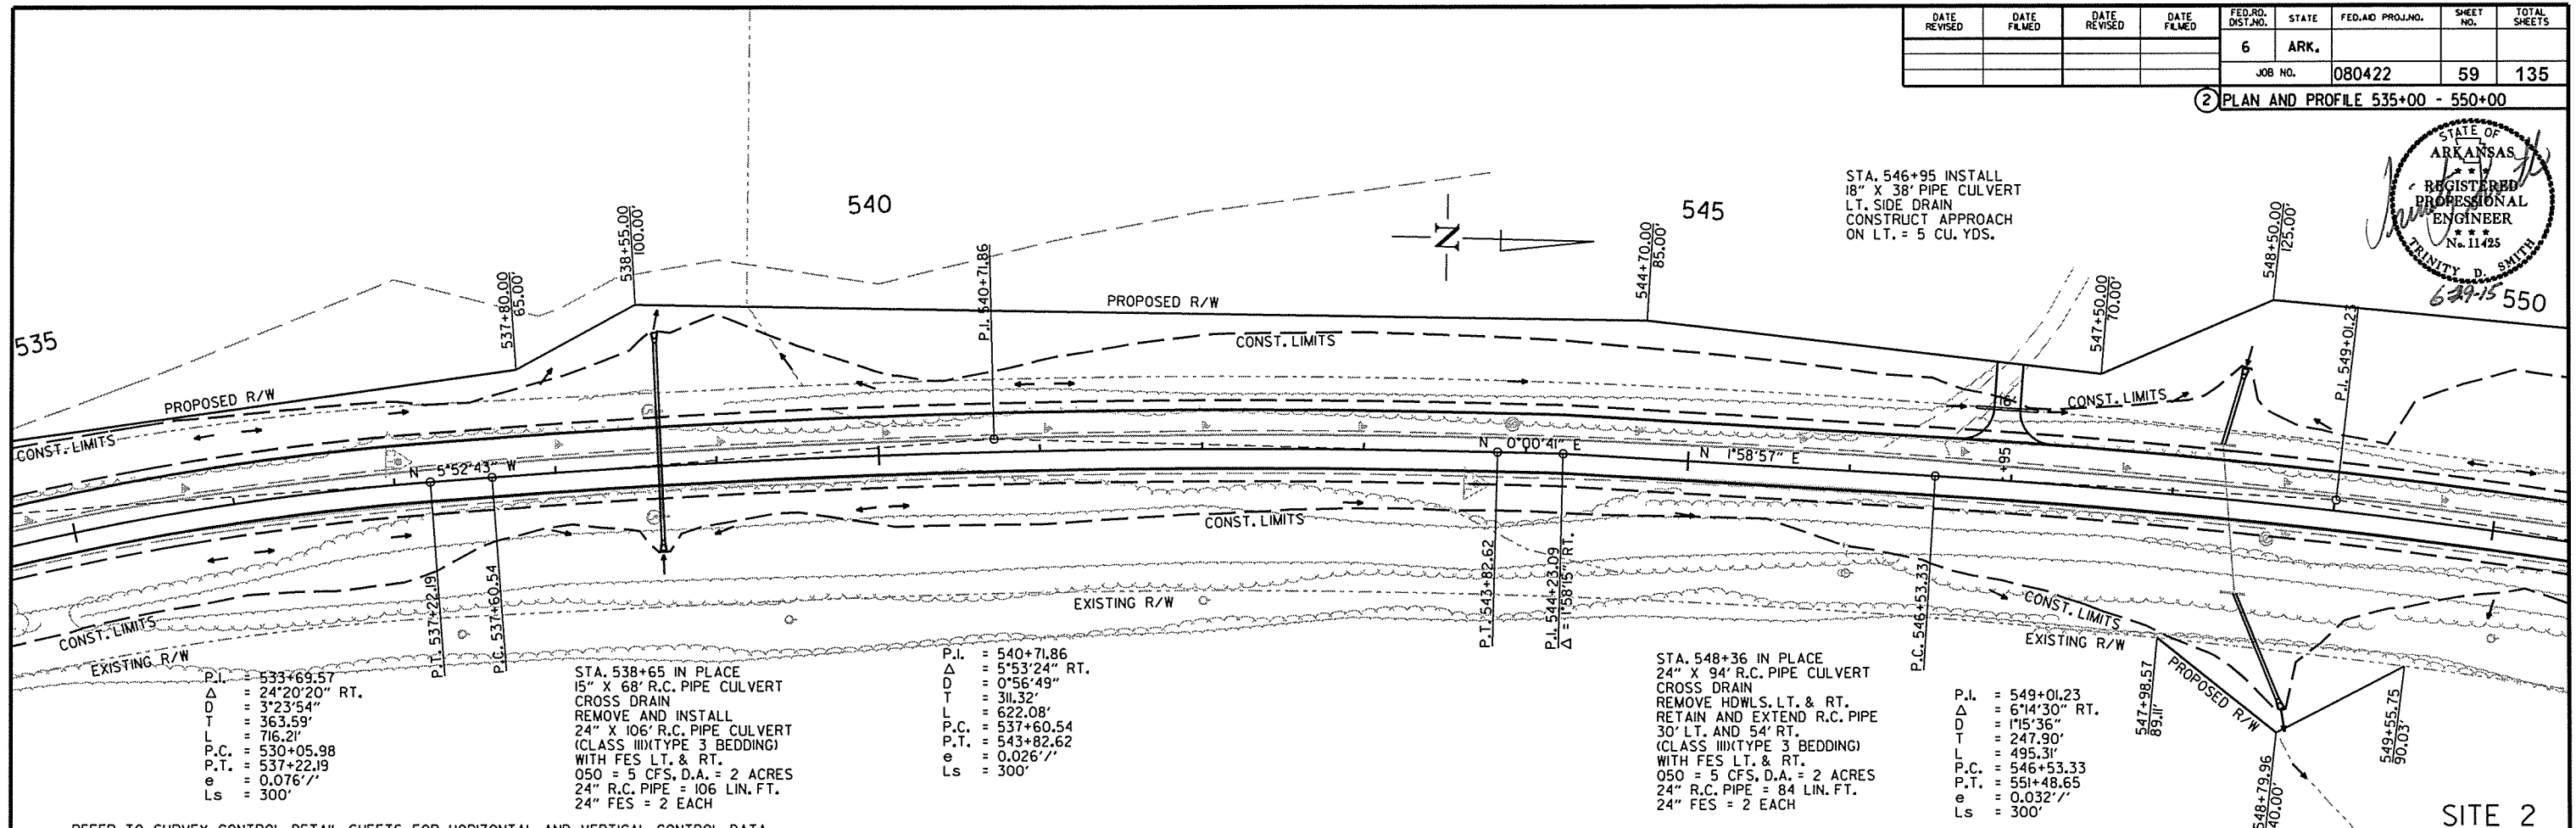 DATE REVISED
DATE FILMED
DATE REVISED
DATE FILMED
FED.RD. DIST.NO.
STATE
FED.AID PROJ.NO.
SHEET NO.
TOTAL SHEETS
6
ARK.
JOB NO.
080422
59
135
2 PLAN AND PROFILE 535+00 - 550+00
STATE OF
ARKANSAS
★ ★ ★
REGISTERED
PROFESSIONAL
ENGINEER
★ ★ ★
No. 11425
TRINITY D. SMITH
6-29-15
STA. 546+95 INSTALL
18" X 38' PIPE CULVERT
LT. SIDE DRAIN
CONSTRUCT APPROACH
ON LT. = 5 CU. YDS.
535
540
545
550
N
537+80.00
65.00'
538+55.00
100.00'
P.I. 540+71.86
544+70.00
85.00'
547+50.00
70.00'
548+50.00
125.00'
P.I. 549+01.23
PROPOSED R/W
PROPOSED R/W
CONST. LIMITS
CONST. LIMITS
CONST. LIMITS
16'
N 5°52'43" W
N 0°00'41" E
N 1°58'57" E
+95
CONST. LIMITS
CONST. LIMITS
CONST. LIMITS
EXISTING R/W
EXISTING R/W
EXISTING R/W
PROPOSED R/W
P.T. 537+22.19
P.C. 537+60.54
P.T. 543+82.62
P.I. 544+23.09
Δ = 1°58'15" RT.
P.C. 546+53.33
547+98.57
89.11'
548+79.96
549+55.75
90.03'
P.I. = 533+69.57
Δ = 24°20'20" RT.
D = 3°23'54"
T = 363.59'
L = 716.21'
P.C. = 530+05.98
P.T. = 537+22.19
e = 0.076'/'
Ls = 300'
STA. 538+65 IN PLACE
15" X 68' R.C. PIPE CULVERT
CROSS DRAIN
REMOVE AND INSTALL
24" X 106' R.C. PIPE CULVERT
(CLASS III)(TYPE 3 BEDDING)
WITH FES LT. & RT.
Q50 = 5 CFS, D.A. = 2 ACRES
24" R.C. PIPE = 106 LIN. FT.
24" FES = 2 EACH
P.I. = 540+71.86
Δ = 5°53'24" RT.
D = 0°56'49"
T = 311.32'
L = 622.08'
P.C. = 537+60.54
P.T. = 543+82.62
e = 0.026'/'
Ls = 300'
STA. 548+36 IN PLACE
24" X 94' R.C. PIPE CULVERT
CROSS DRAIN
REMOVE HDWLS. LT. & RT.
RETAIN AND EXTEND R.C. PIPE
30' LT. AND 54' RT.
(CLASS III)(TYPE 3 BEDDING)
WITH FES LT. & RT.
Q50 = 5 CFS, D.A. = 2 ACRES
24" R.C. PIPE = 84 LIN. FT.
24" FES = 2 EACH
P.I. = 549+01.23
Δ = 6°14'30" RT.
D = 1°15'36"
T = 247.90'
L = 495.31'
P.C. = 546+53.33
P.T. = 551+48.65
e = 0.032'/'
Ls = 300'
SITE 2
REFER TO SURVEY CONTROL DETAIL SHEETS FOR HORIZONTAL AND VERTICAL CONTROL DATA